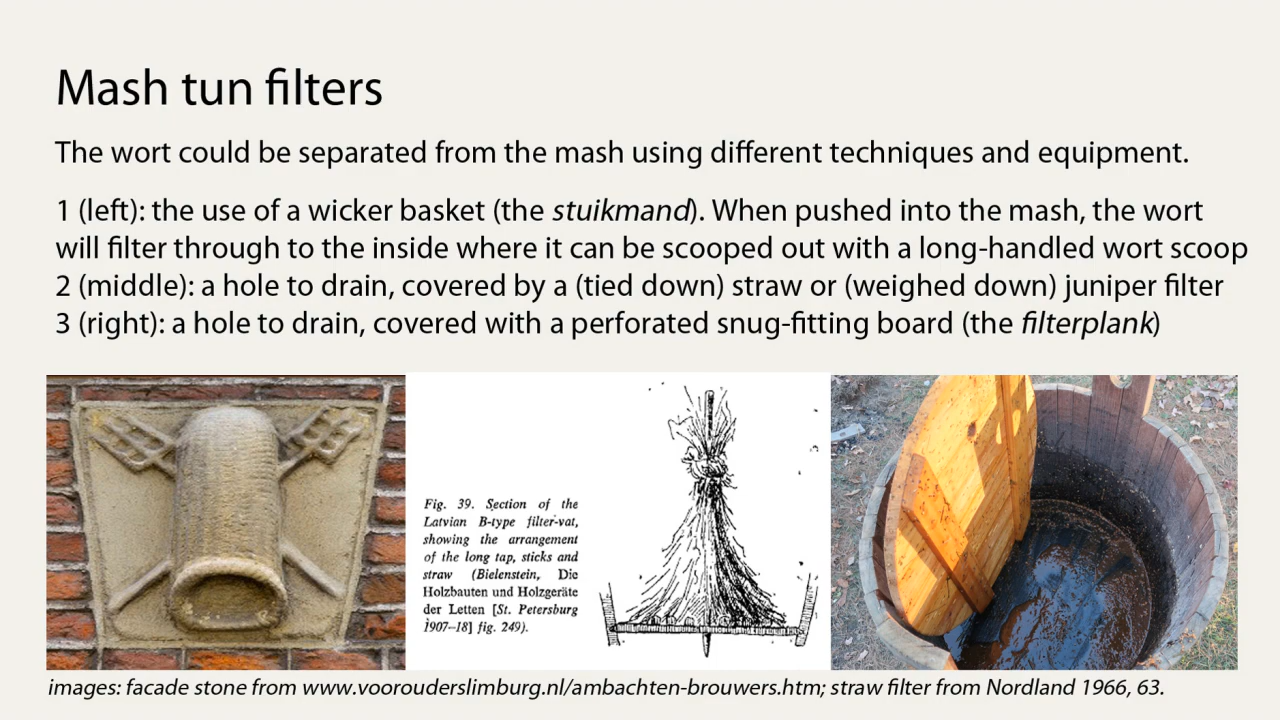 Mash tun filters
The wort could be separated from the mash using different techniques and equipment.
1 (left): the use of a wicker basket (the stuikmand). When pushed into the mash, the wort
will filter through to the inside where it can be scooped out with a long-handled wort scoop
2 (middle): a hole to drain, covered by a (tied down) straw or (weighed down) juniper filter
3 (right): a hole to drain, covered with a perforated snug-fitting board (the filterplank)
Fig. 39. Section of the
Latvian B-type filter-vat,
showing the arrangement
of the long tap, sticks and
straw (Bielenstein, Die
Holzbauten und Holzgeräte
der Letten [St. Petersburg
1907–18] fig. 249).
images: facade stone from www.voorouderslimburg.nl/ambachten-brouwers.htm; straw filter from Nordland 1966, 63.